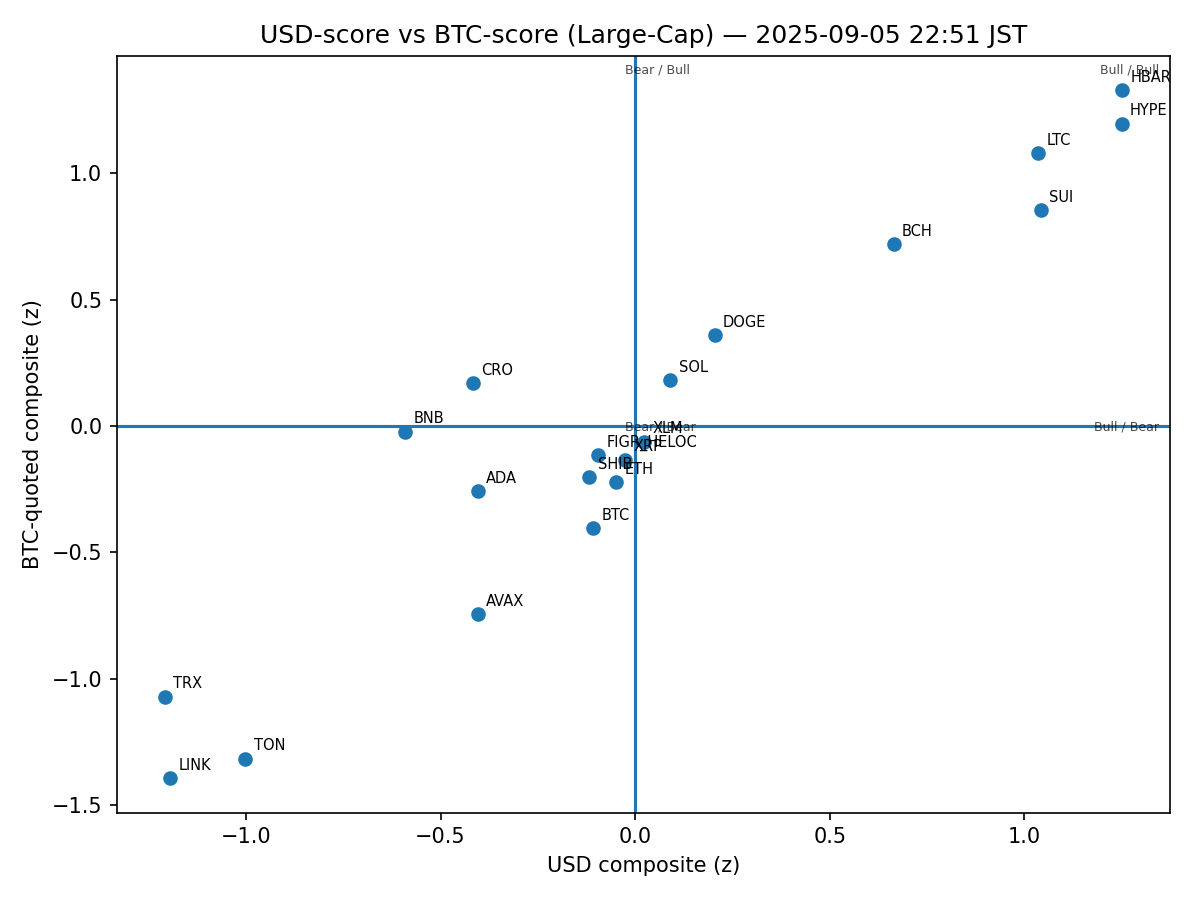 USD-score vs BTC-score (Large-Cap) — 2025-09-05 22:51 JST
Bear / Bull
Bull / Bull
HBAR
HYPE
LTC
SUI
BCH
DOGE
SOL
CRO
BNB
XLM
Bear / Bear
Bull / Bear
FIGR_HELOC
XRP
SHIB
ETH
ADA
BTC
AVAX
TRX
TON
LINK
1.0
0.5
0.0
−0.5
−1.0
−1.5
−1.0
−0.5
0.0
0.5
1.0
BTC-quoted composite (z)
USD composite (z)